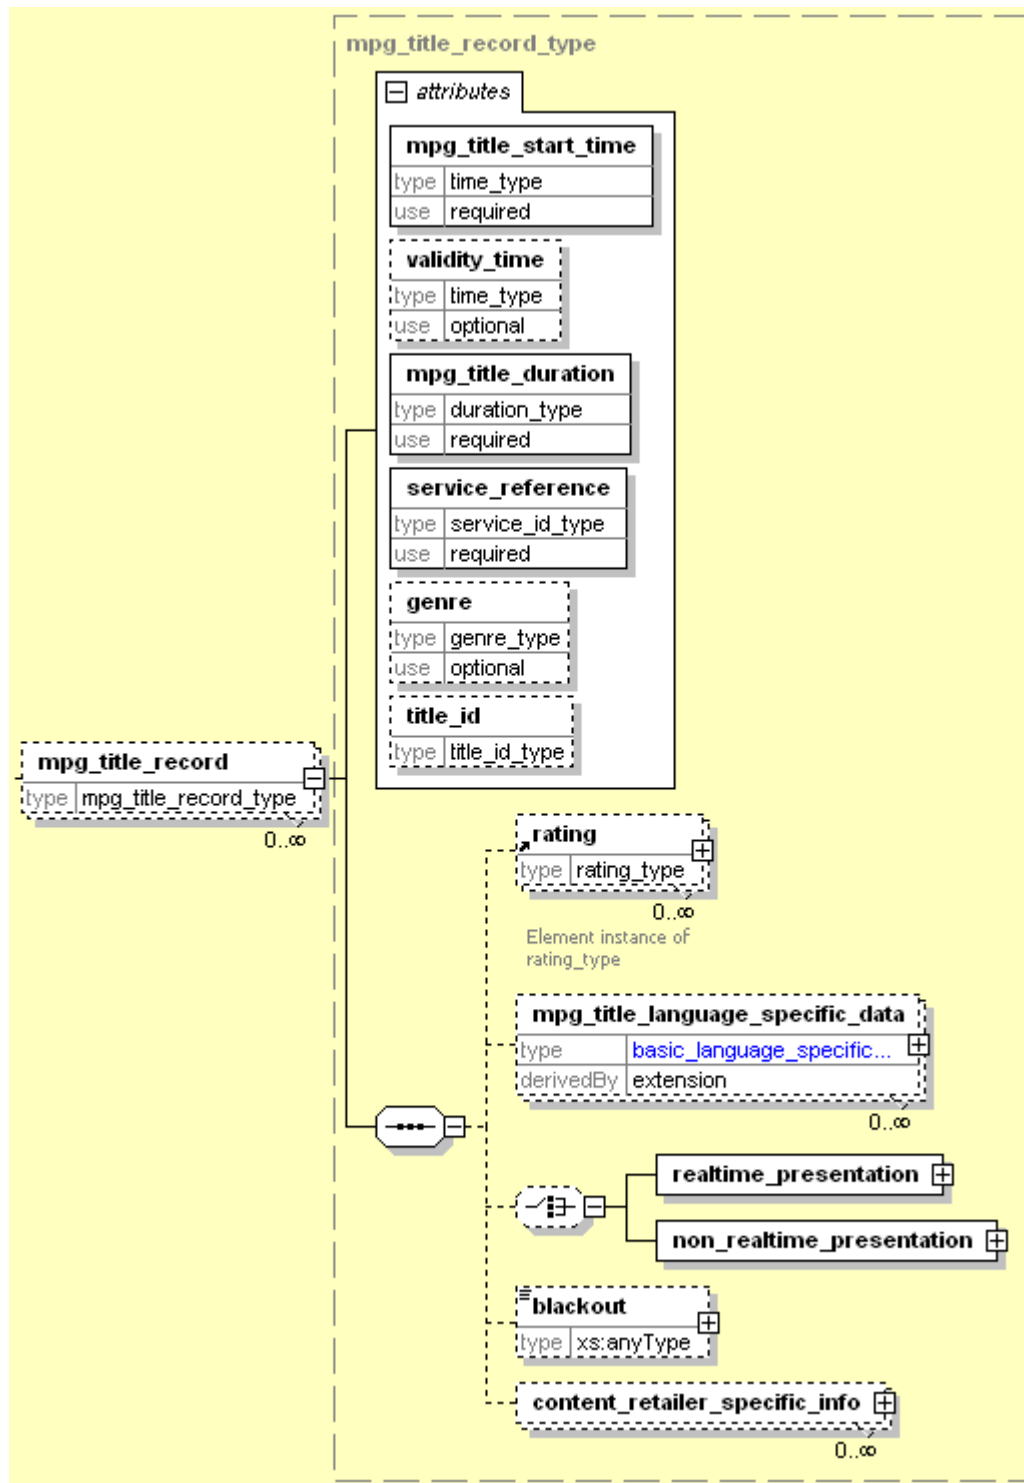 mpg_title_record_type
attributes
mpg_title_start_time
type time_type
use required
validity_time
type time_type
use optional
mpg_title_duration
type duration_type
use required
service_reference
type service_id_type
use required
genre
type genre_type
use optional
title_id
type title_id_type
mpg_title_record
type mpg_title_record_type
0..∞
rating
type rating_type
0..∞
Element instance of
rating_type
mpg_title_language_specific_data
type basic_language_specific...
derivedBy extension
0..∞
realtime_presentation
non_realtime_presentation
blackout
type xs:anyType
content_retailer_specific_info
0..∞